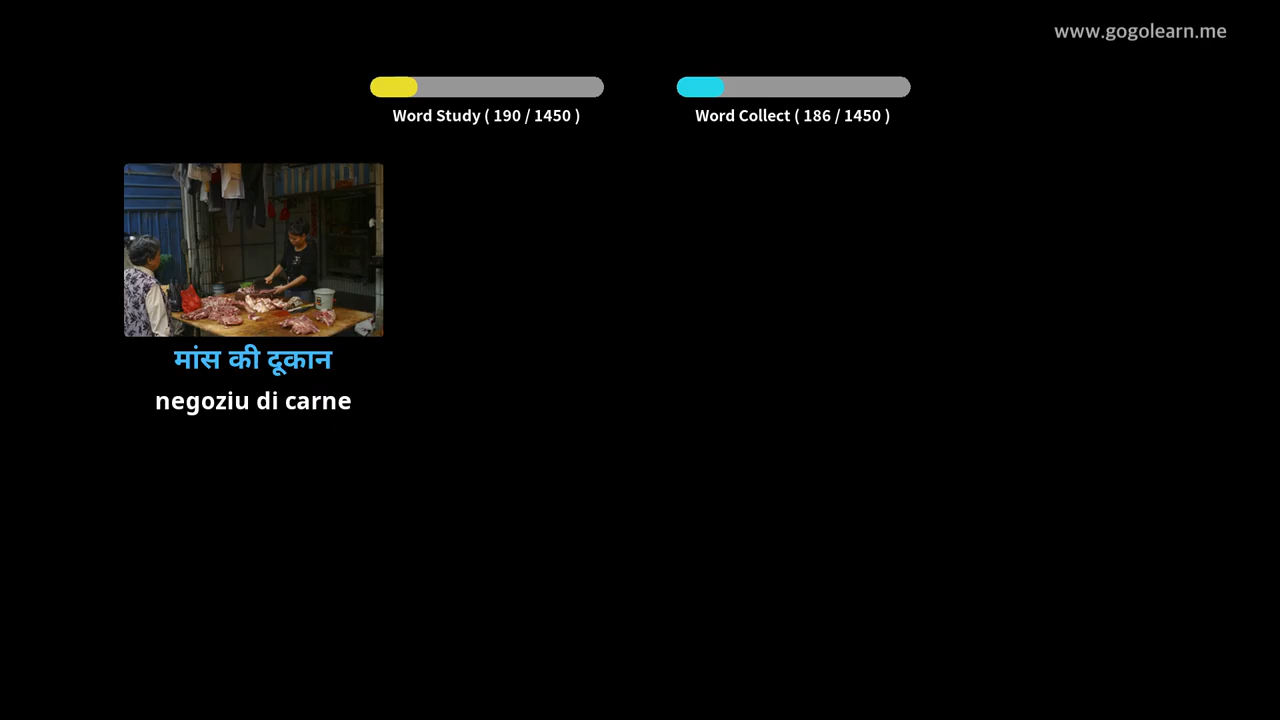 www.gogolearn.me
Word Study ( 190 / 1450 )
Word Collect ( 186 / 1450 )
मांस की दूकान
negoziu di carne